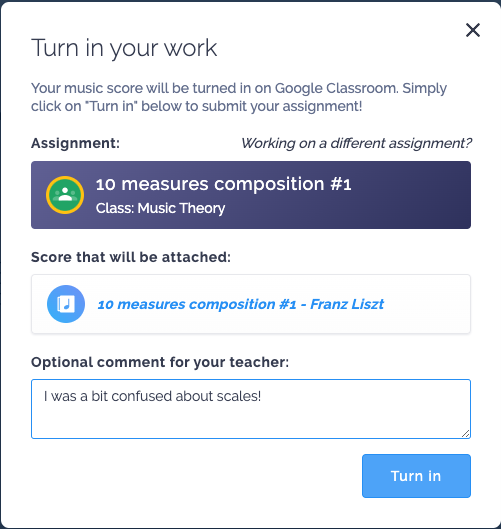 Turn in your work
Your music score will be turned in on Google Classroom. Simply
click on "Turn in" below to submit your assignment!
Assignment:
Working on a different assignment?
10 measures composition #1
Class: Music Theory
Score that will be attached:
10 measures composition #1 - Franz Liszt
Optional comment for your teacher:
I was a bit confused about scales!
Turn in